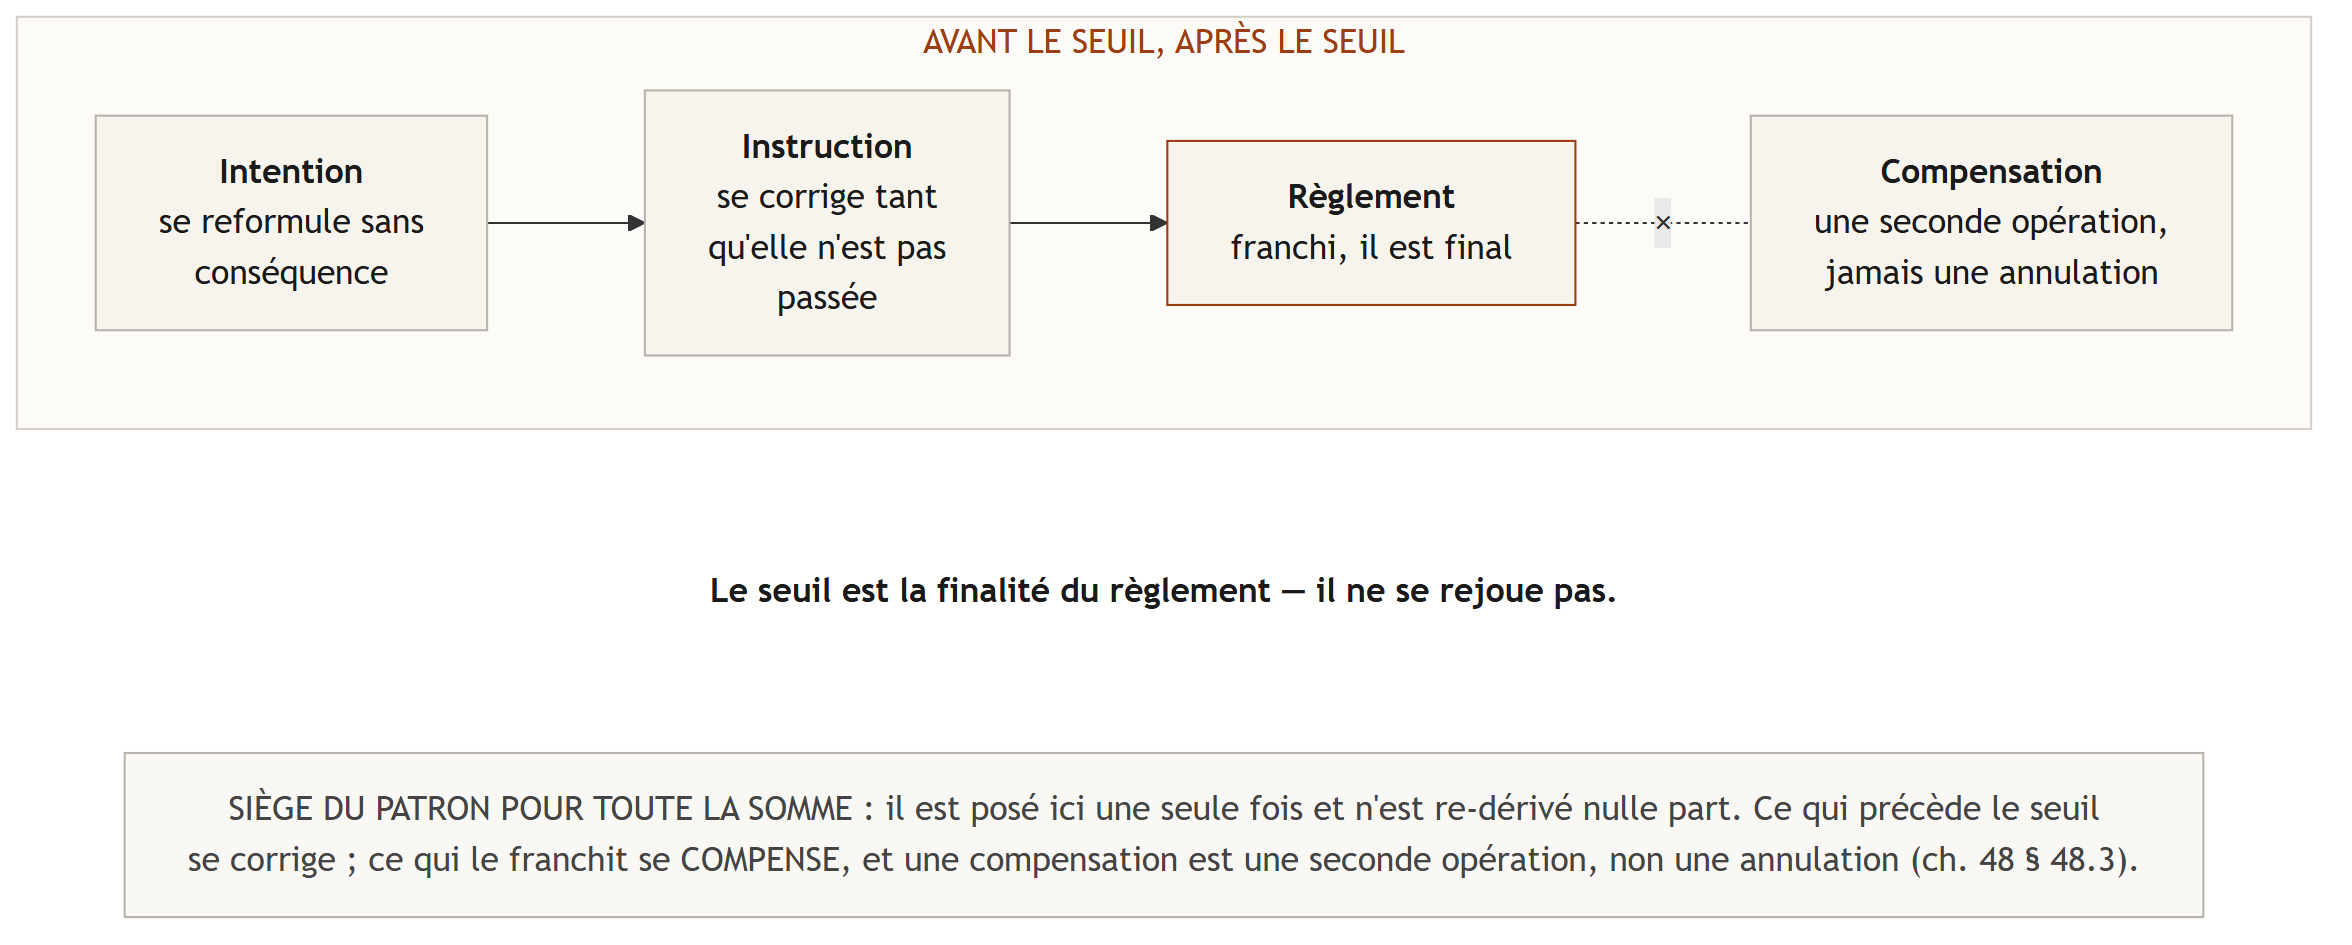 AVANT LE SEUIL, APRÈS LE SEUIL
Intention
se reformule sans
conséquence
Instruction
se corrige tant
qu'elle n'est pas
passée
Règlement
franchi, il est final
×
Compensation
une seconde opération,
jamais une annulation
Le seuil est la finalité du règlement — il ne se rejoue pas.
SIÈGE DU PATRON POUR TOUTE LA SOMME : il est posé ici une seule fois et n'est re-dérivé nulle part. Ce qui précède le seuil
se corrige ; ce qui le franchit se COMPENSE, et une compensation est une seconde opération, non une annulation (ch. 48 § 48.3).